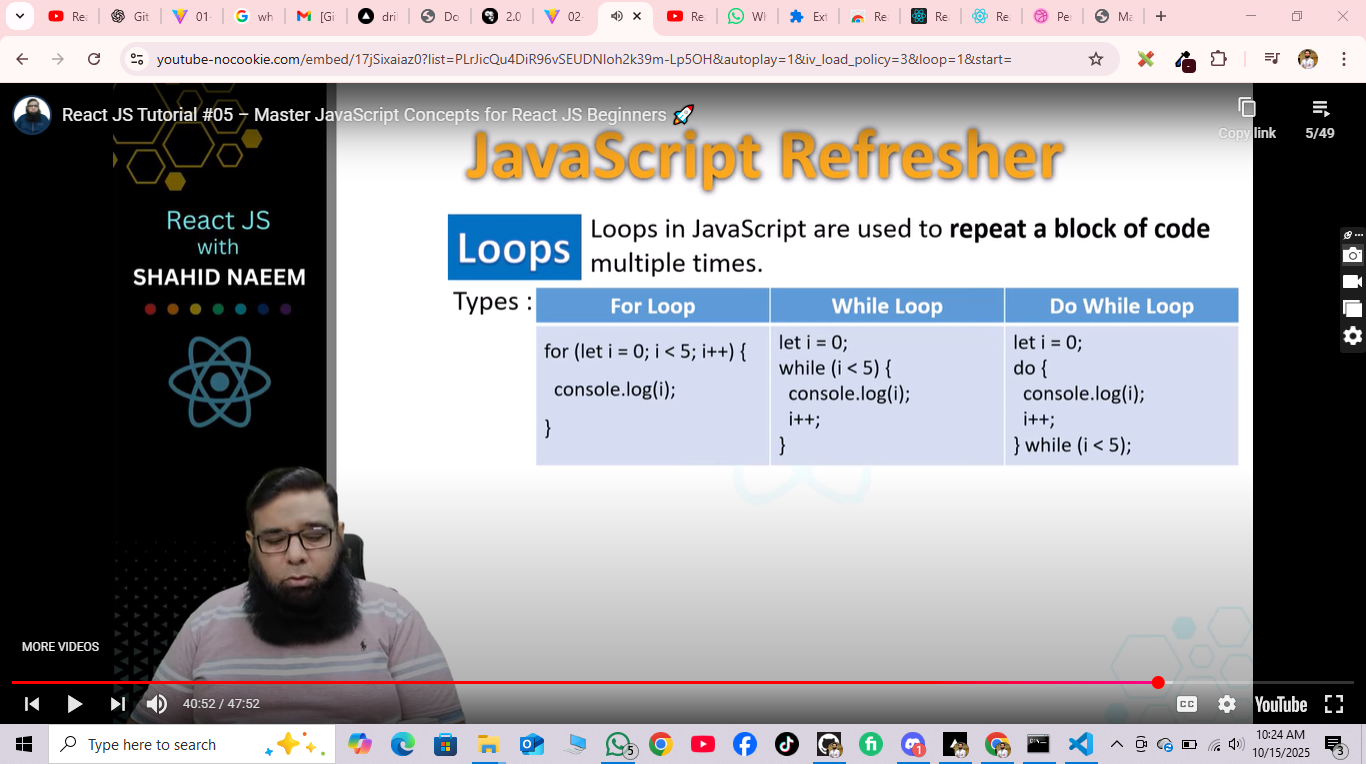 Rea
Git
01-
wh
[Gi
dri
Do
2.0
02-
Re
Wh
Ext
Re
Re
Re
Pe
Ma
youtube-nocookie.com/embed/17jSixaiaz0?list=PLrJicQu4DiR96vSEUDNIoh2k39m-Lp5OH&autoplay=1&iv_load_policy=3&loop=1&start=
React JS Tutorial #05 – Master JavaScript Concepts for React JS Beginners 🚀
Copy link
5/49
JavaScript Refresher
React JS
with
SHAHID NAEEM
Loops
Loops in JavaScript are used to repeat a block of code
multiple times.
Types :
For Loop
While Loop
Do While Loop
for (let i = 0; i < 5; i++) {
console.log(i);
}
let i = 0;
while (i < 5) {
console.log(i);
i++;
}
let i = 0;
do {
console.log(i);
i++;
} while (i < 5);
MORE VIDEOS
40:52 / 47:52
CC
YouTube
Type here to search
5
1
10:24 AM
10/15/2025
3